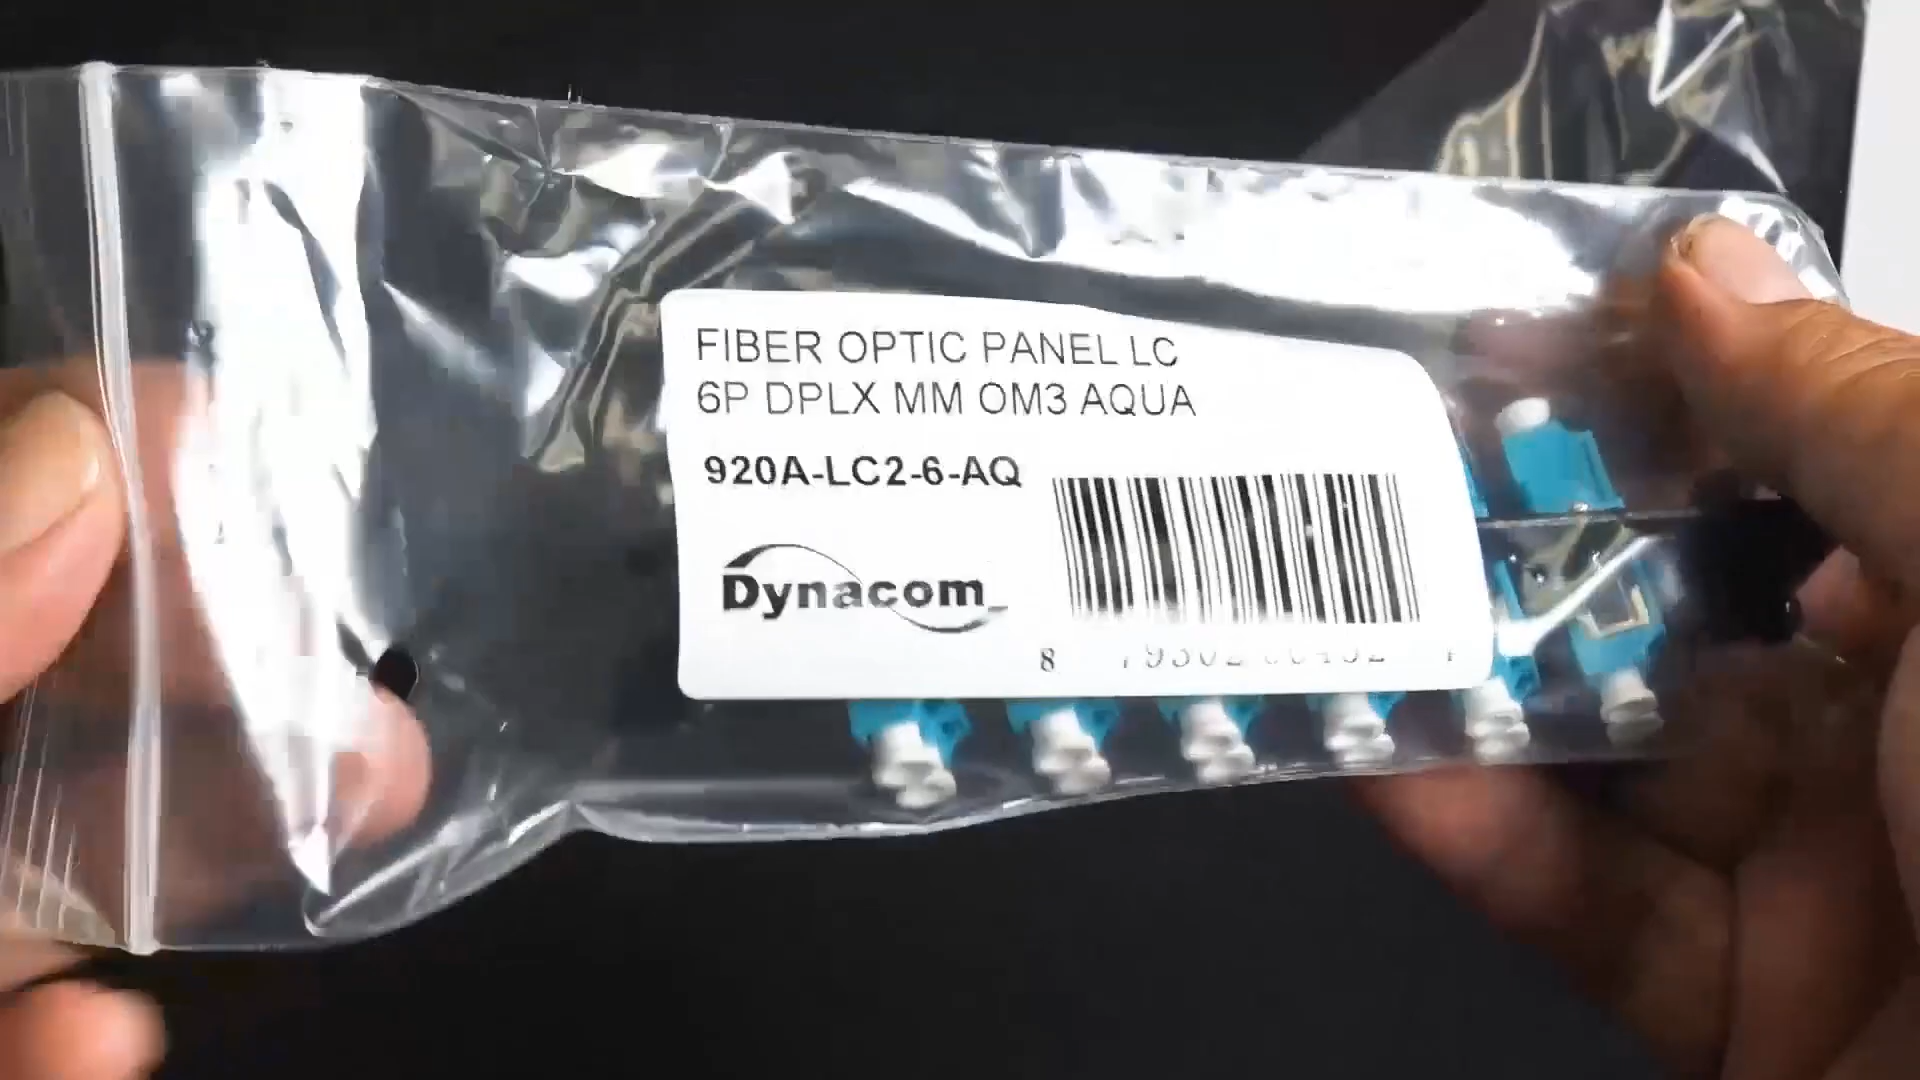 FIBER OPTIC PANEL LC
6P DPLX MM OM3 AQUA
920A-LC2-6-AQ
Dynacom
8